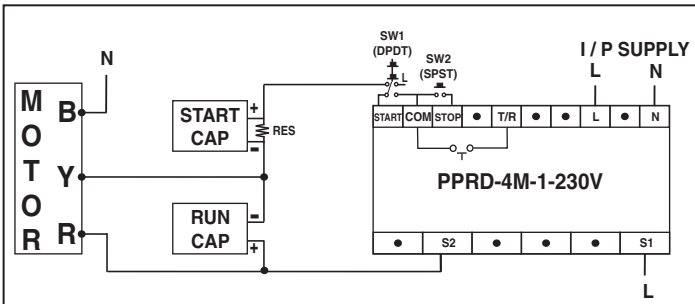 SW1
(DPDT)
SW2
(SPST)
I / P SUPPLY
L
N
N
L
MOTOR
B
Y
R
START
CAP
+
-
RES
RUN
CAP
-
+
START COM STOP • T/R • • L • N
PPRD-4M-1-230V
• S2 • • • S1
L